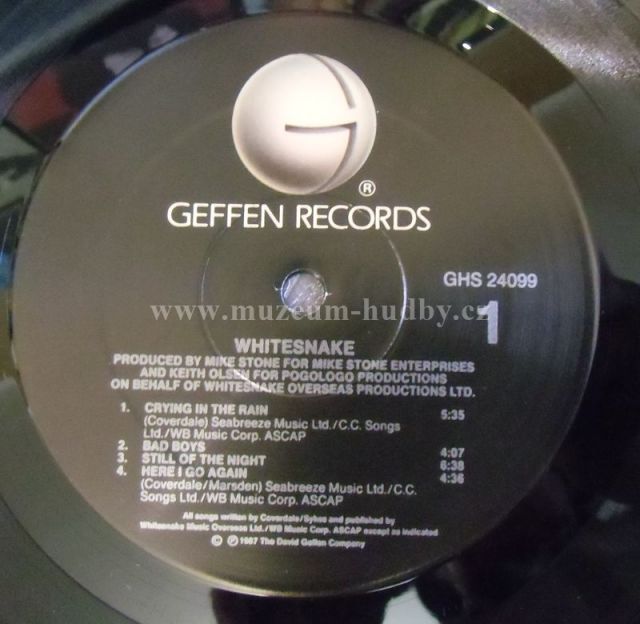 G
®
GEFFEN RECORDS
GHS 24099
1
www.muzeum-hudby.cz
WHITESNAKE
PRODUCED BY MIKE STONE FOR MIKE STONE ENTERPRISES
AND KEITH OLSEN FOR POGOLOGO PRODUCTIONS
ON BEHALF OF WHITESNAKE OVERSEAS PRODUCTIONS LTD.
1. CRYING IN THE RAIN 5:35
(Coverdale) Seabreeze Music Ltd./C.C. Songs
Ltd./WB Music Corp. ASCAP
2. BAD BOYS 4:07
3. STILL OF THE NIGHT 6:38
4. HERE I GO AGAIN 4:36
(Coverdale/Marsden) Seabreeze Music Ltd./C.C.
Songs Ltd./WB Music Corp. ASCAP
All songs written by Coverdale/Sykes and published by
Whitesnake Music Overseas Ltd./WB Music Corp. ASCAP except as indicated
© ℗ 1987 The David Geffen Company